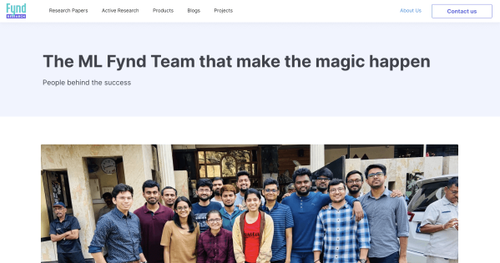 Fynd
Research Papers Active Research Products Blogs Projects About Us Contact us
The ML Fynd Team that make the magic happen
People behind the success